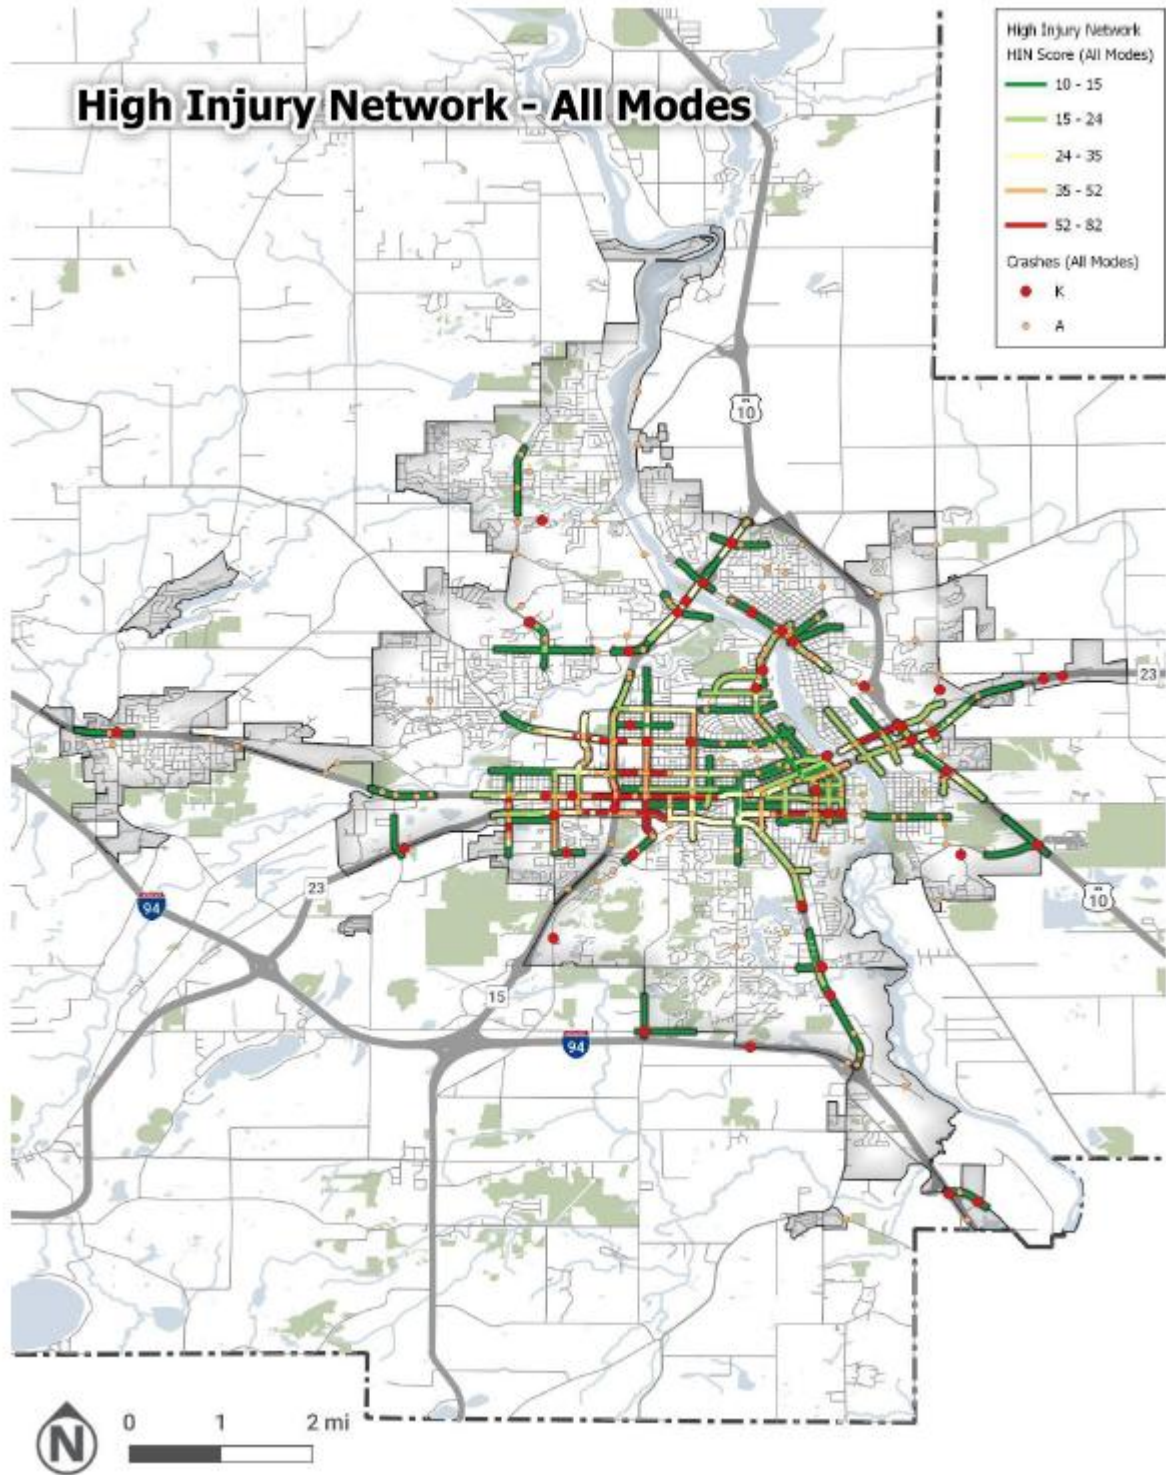 High Injury Network - All Modes
High Injury Network
HIN Score (All Modes)
10 - 15
15 - 24
24 - 35
35 - 52
52 - 82
Crashes (All Modes)
K
A
10
23
23
94
10
15
94
N
0 1 2 mi